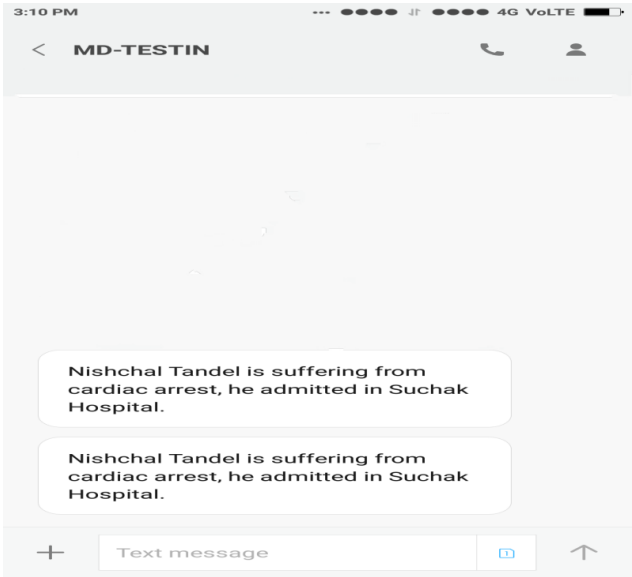 3:10 PM ... 4G VoLTE
< MD-TESTIN
Nishchal Tandel is suffering from
cardiac arrest, he admitted in Suchak
Hospital.
Nishchal Tandel is suffering from
cardiac arrest, he admitted in Suchak
Hospital.
Text message 1